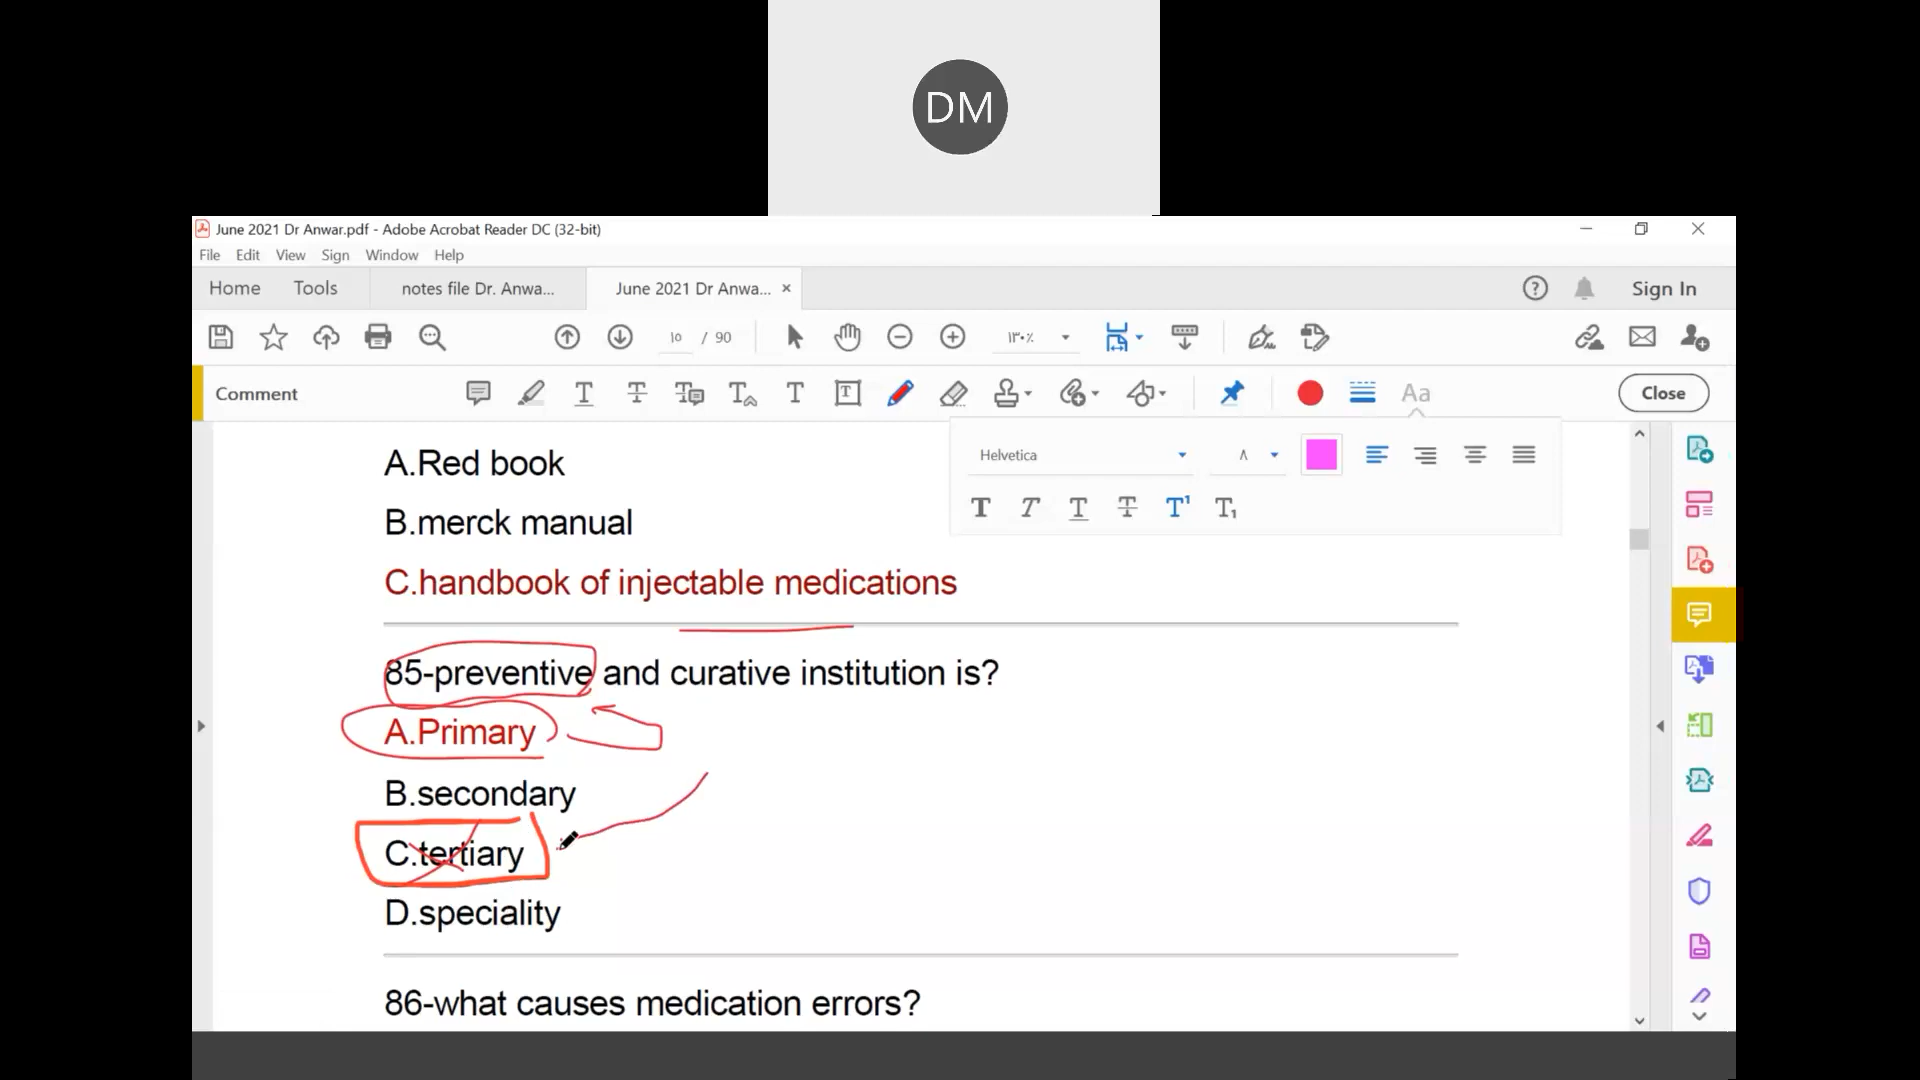 DM
June 2021 Dr Anwar.pdf - Adobe Acrobat Reader DC (32-bit)
File Edit View Sign Window Help
Home Tools notes file Dr. Anwa... June 2021 Dr Anwa... × Sign In
١٥ / 90 ١٣٠٪
Comment Close
Helvetica ٨
A.Red book
B.merck manual
C.handbook of injectable medications
85-preventive and curative institution is?
A.Primary
B.secondary
C.tertiary
D.speciality
86-what causes medication errors?